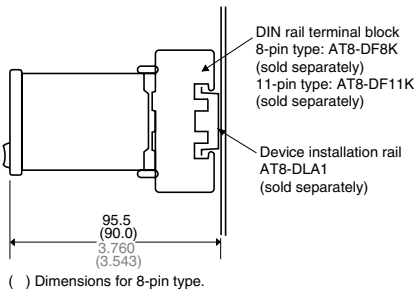 DIN rail terminal block
8-pin type: AT8-DF8K
(sold separately)
11-pin type: AT8-DF11K
(sold separately)
Device installation rail
AT8-DLA1
(sold separately)
95.5
(90.0)
3.760
(3.543)
( ) Dimensions for 8-pin type.